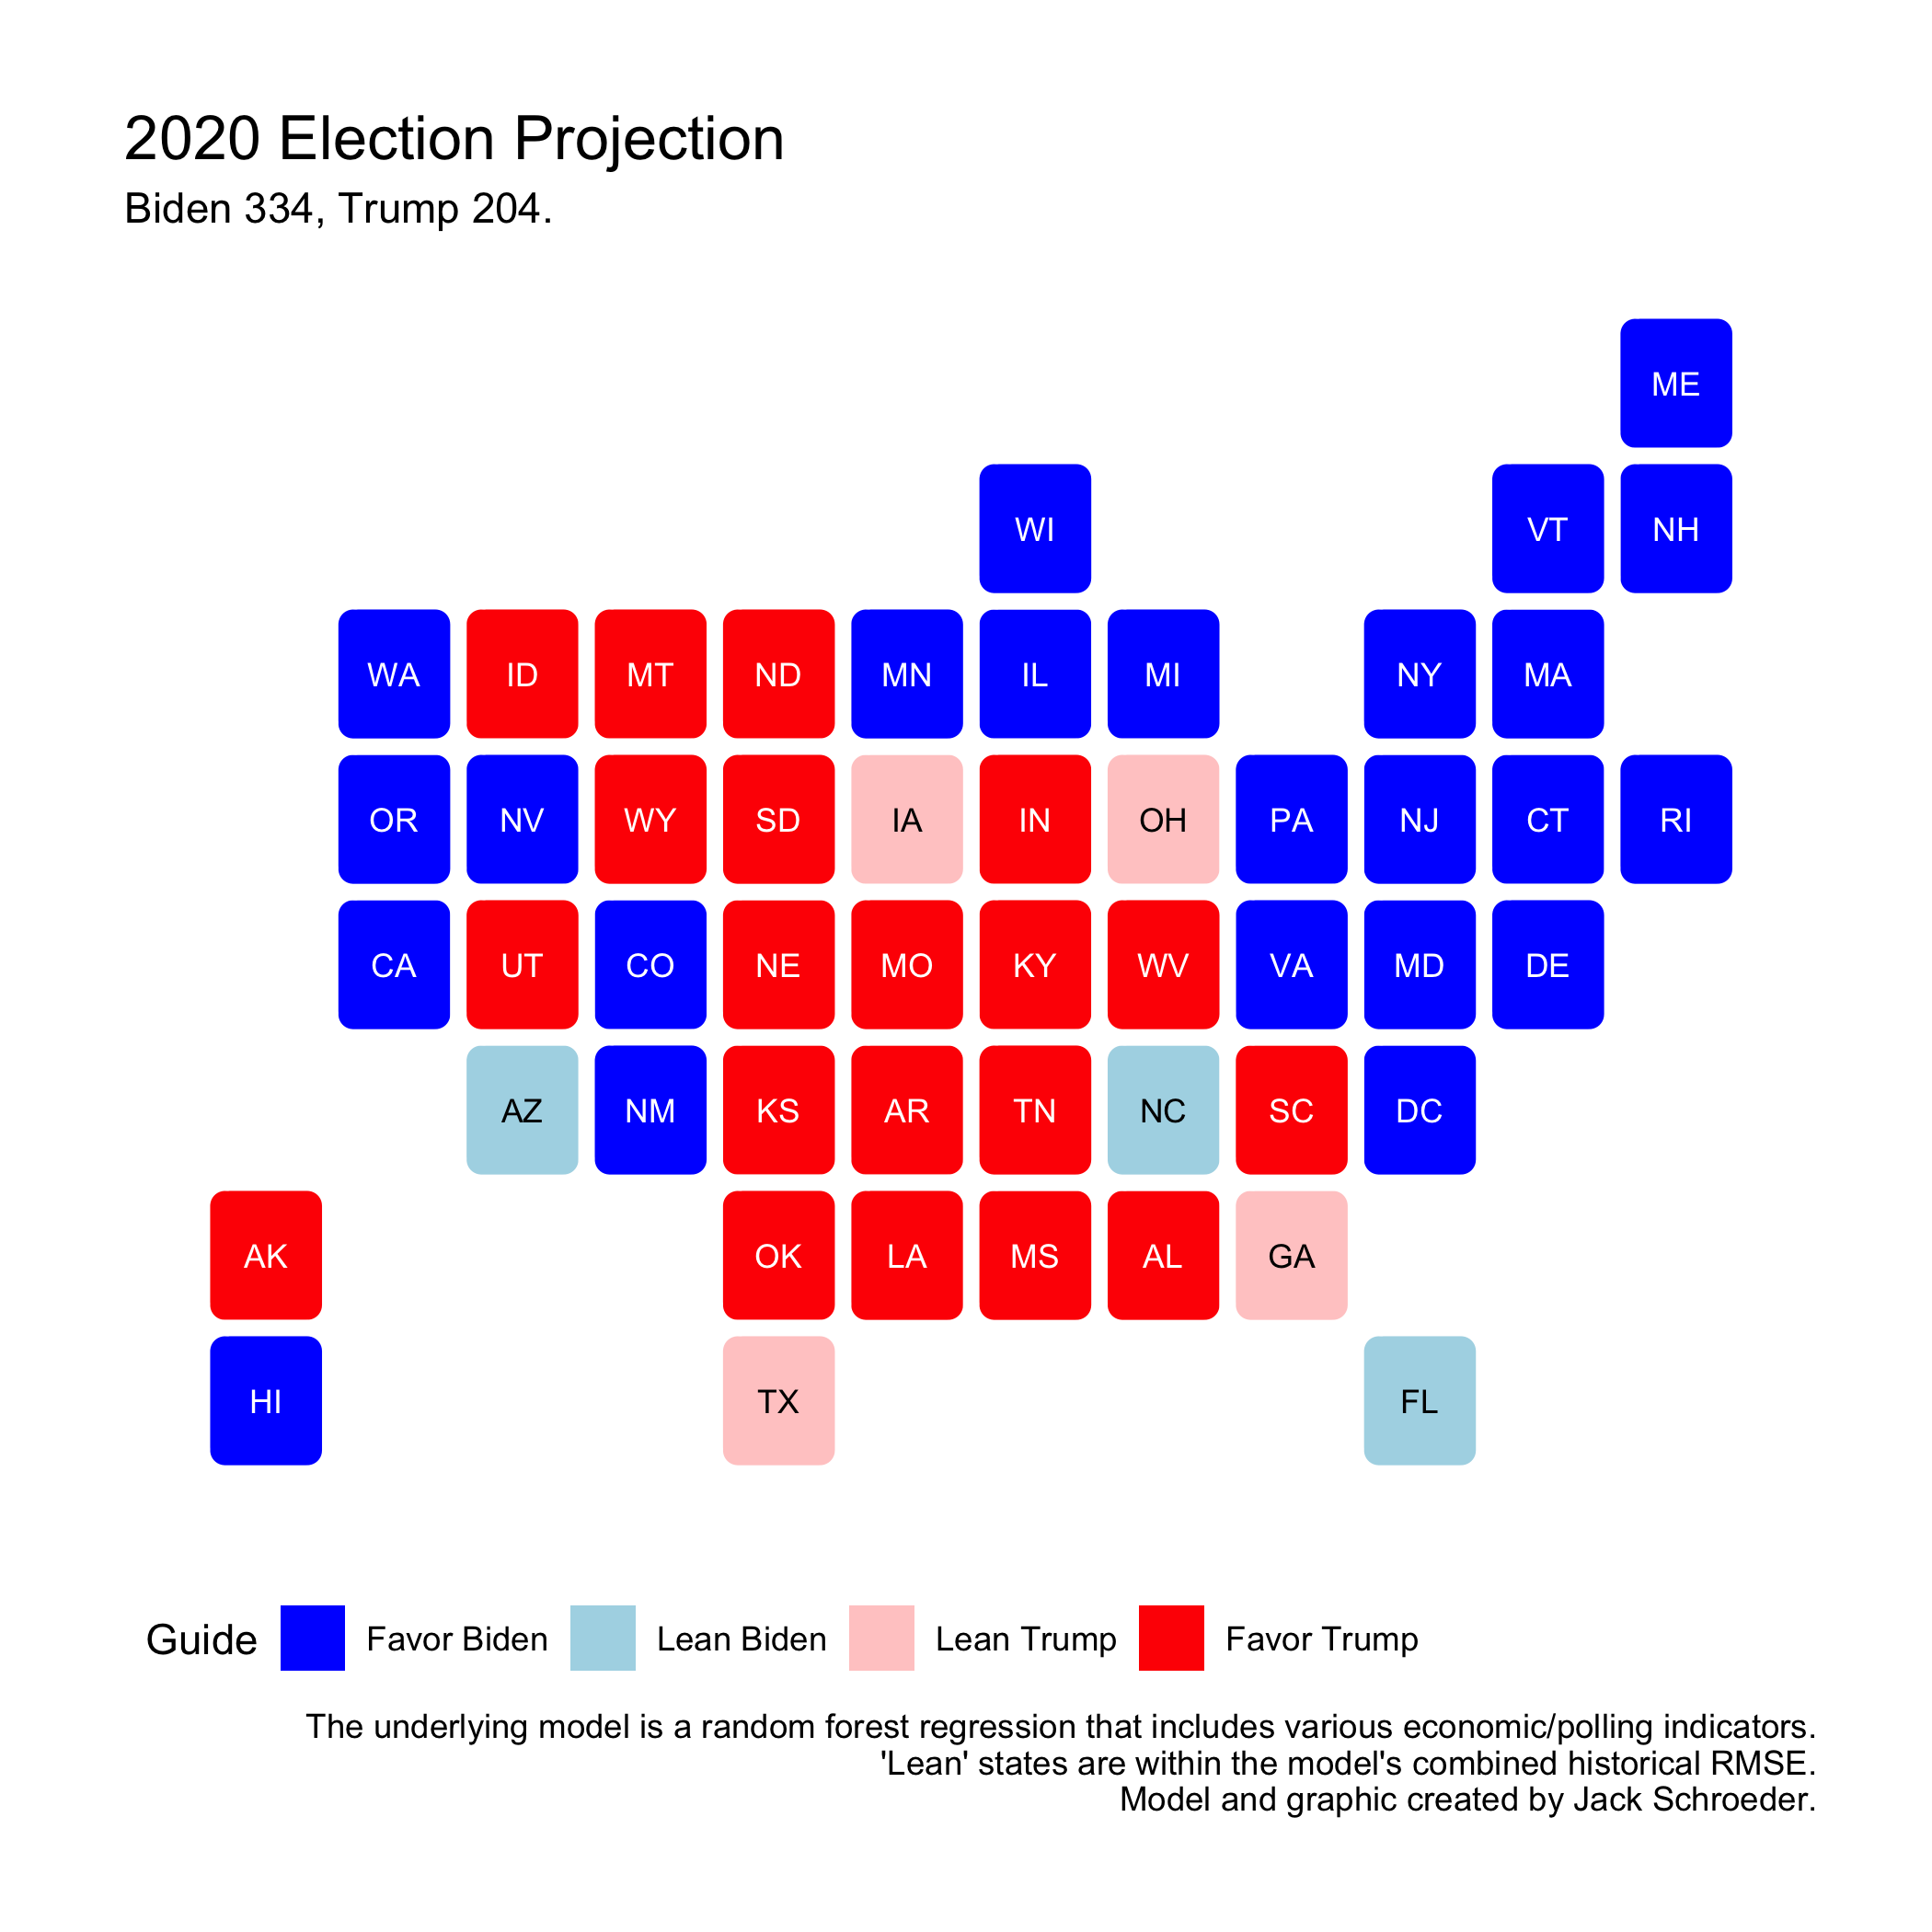 2020 Election Projection
Biden 334, Trump 204.
ME
WI VT NH
WA ID MT ND MN IL MI NY MA
OR NV WY SD IA IN OH PA NJ CT RI
CA UT CO NE MO KY WV VA MD DE
AZ NM KS AR TN NC SC DC
AK OK LA MS AL GA
HI TX FL
Guide Favor Biden Lean Biden Lean Trump Favor Trump
The underlying model is a random forest regression that includes various economic/polling indicators.
'Lean' states are within the model's combined historical RMSE.
Model and graphic created by Jack Schroeder.